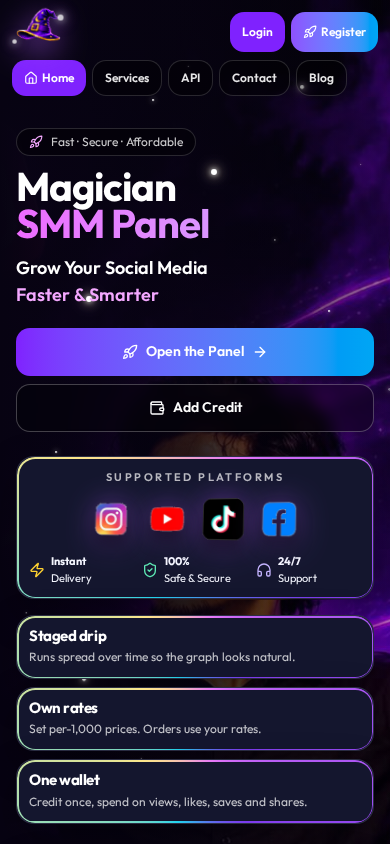 Login
Register
Home
Services
API
Contact
Blog
Fast · Secure · Affordable
Magician
SMM Panel
Grow Your Social Media
Faster & Smarter
Open the Panel
Add Credit
SUPPORTED PLATFORMS
Instant
Delivery
100%
Safe & Secure
24/7
Support
Staged drip
Runs spread over time so the graph looks natural.
Own rates
Set per-1,000 prices. Orders use your rates.
One wallet
Credit once, spend on views, likes, saves and shares.